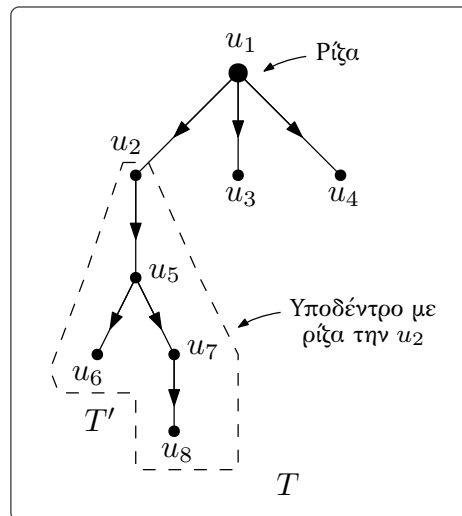 u₁
Ρίζα
u₂
u₃
u₄
u₅
Υποδέντρο με
ρίζα την u₂
u₆
u₇
T′
u₈
T